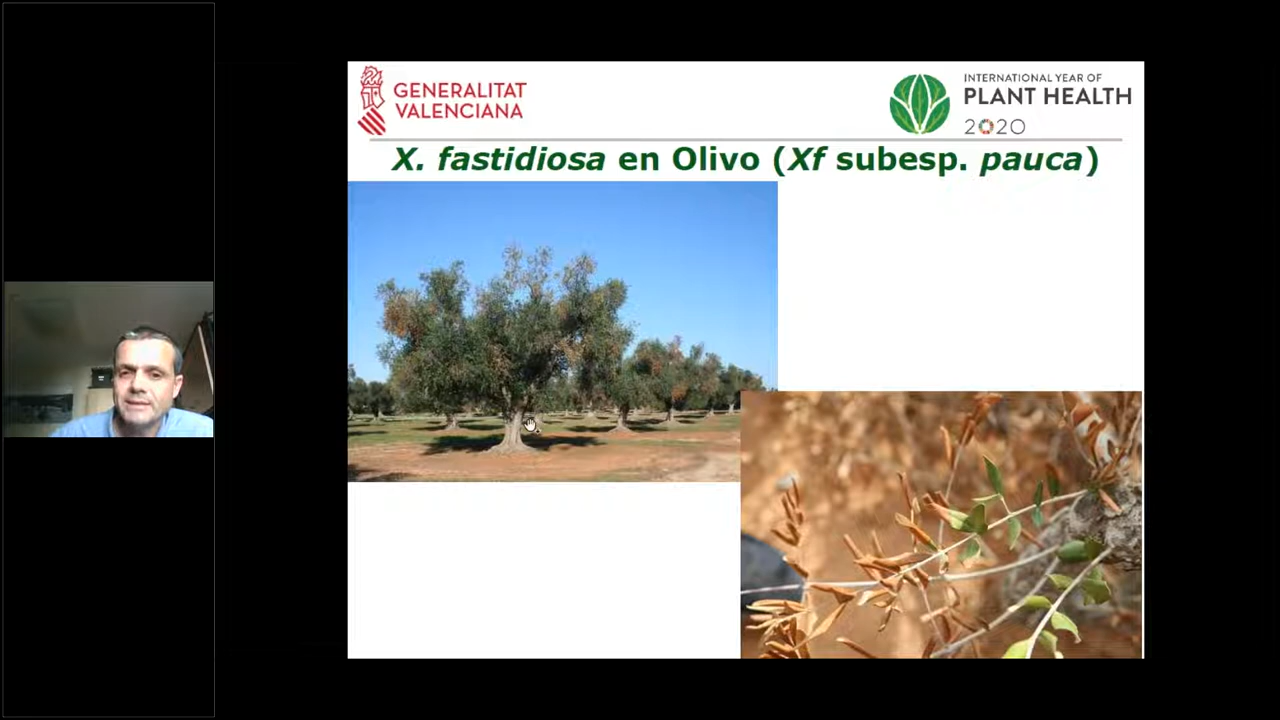 GENERALITAT
VALENCIANA
INTERNATIONAL YEAR OF
PLANT HEALTH
2020
X. fastidiosa en Olivo (Xf subesp. pauca)